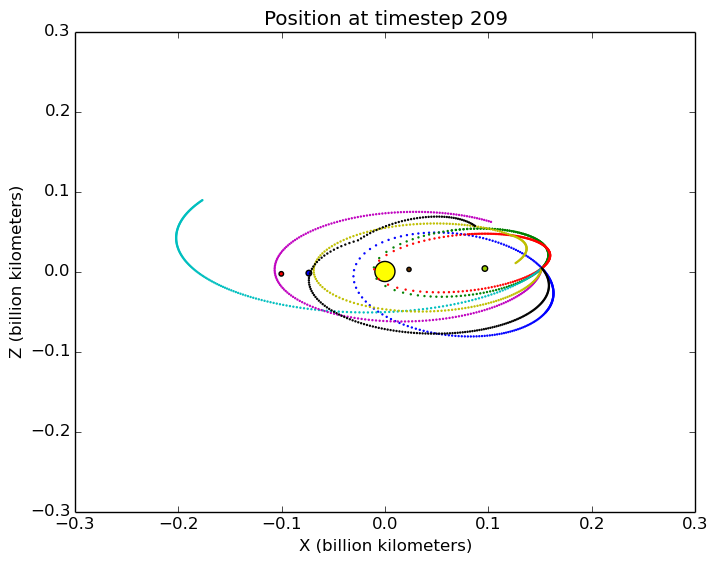 Position at timestep 209
0.3
0.2
0.1
0.0
−0.1
−0.2
−0.3
Z (billion kilometers)
−0.3 −0.2 −0.1 0.0 0.1 0.2 0.3
X (billion kilometers)